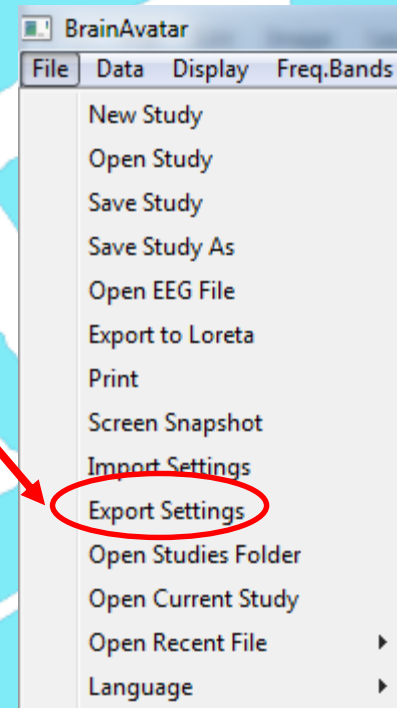 BrainAvatar
File Data Display Freq.Bands
New Study
Open Study
Save Study
Save Study As
Open EEG File
Export to Loreta
Print
Screen Snapshot
Import Settings
Export Settings
Open Studies Folder
Open Current Study
Open Recent File
Language